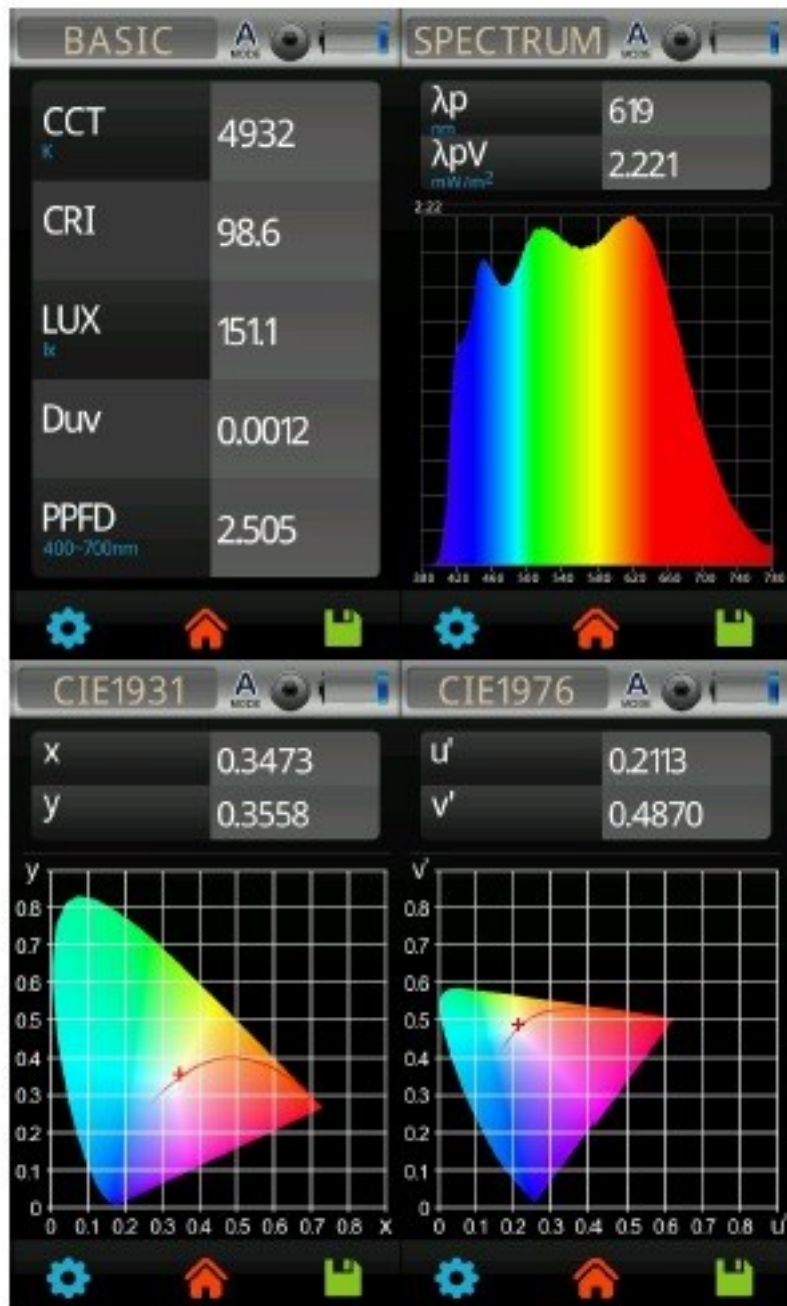 BASIC A MODE
CCT K 4932
CRI 98.6
LUX lx 151.1
Duv 0.0012
PPFD 400~700nm 2.505
SPECTRUM A MODE
λp nm 619
λpV mW/m² 2.221
2.22
380 420 460 500 540 580 620 660 700 740 780
CIE1931 A MODE
x 0.3473
y 0.3558
y
0.8
0.7
0.6
0.5
0.4
0.3
0.2
0.1
0
0 0.1 0.2 0.3 0.4 0.5 0.6 0.7 0.8 x
CIE1976 A MODE
u' 0.2113
v' 0.4870
v'
0.8
0.7
0.6
0.5
0.4
0.3
0.2
0.1
0
0 0.1 0.2 0.3 0.4 0.5 0.6 0.7 0.8 u'